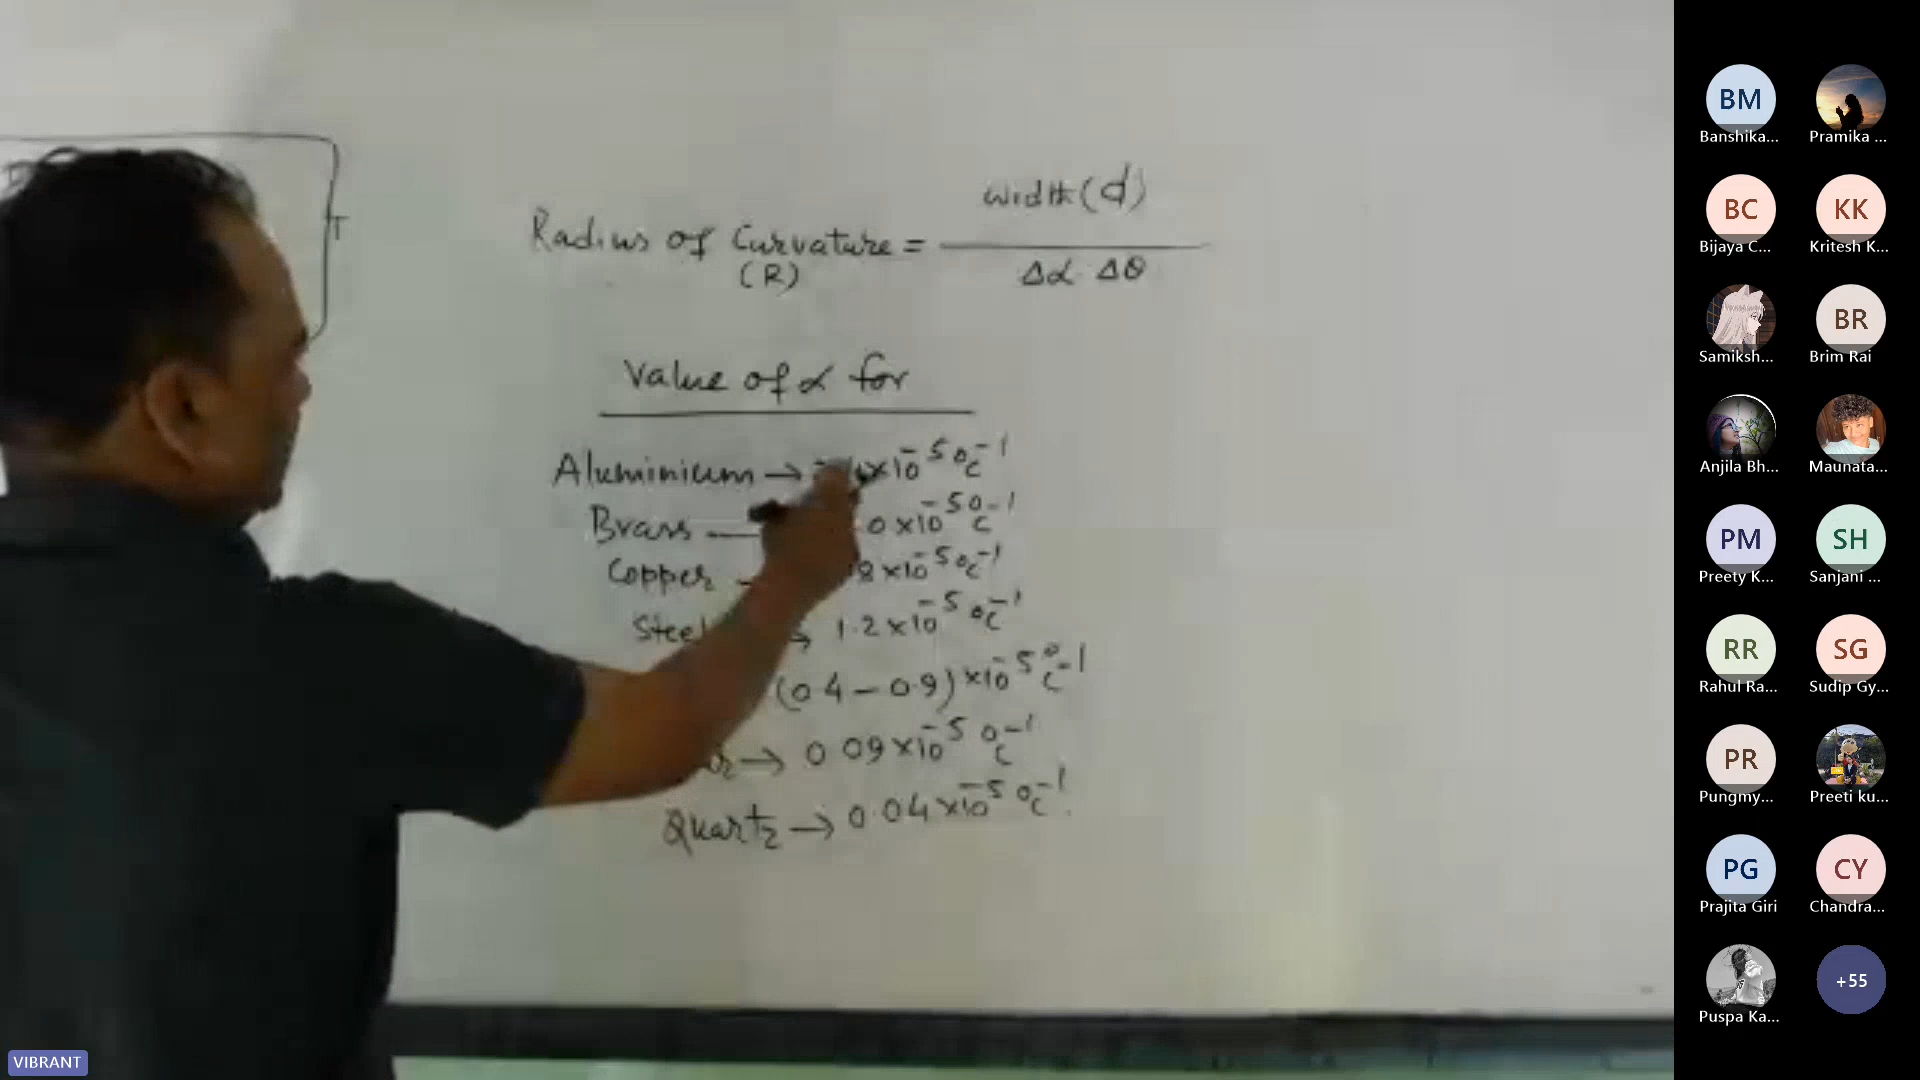 width(d)
Radius of Curvature =
(R)
Δα Δθ
Value of α for
Aluminium → ×10⁻⁵ °C⁻¹
Brass — 0×10⁻⁵ °C⁻¹
Copper - 8×10⁻⁵ °C⁻¹
Steel → 1.2×10⁻⁵ °C⁻¹
(0.4–0.9)×10⁻⁵ °C⁻¹
→ 0.09×10⁻⁵ °C⁻¹
Quartz → 0.04×10⁻⁵ °C⁻¹
BM
Banshika...
Pramika ...
BC
Bijaya C...
KK
Kritesh K...
Samiksh...
BR
Brim Rai
Anjila Bh...
Maunata...
PM
Preety K...
SH
Sanjani ...
RR
Rahul Ra...
SG
Sudip Gy...
PR
Pungmy...
Preeti ku...
PG
Prajita Giri
CY
Chandra...
Puspa Ka...
+55
VIBRANT